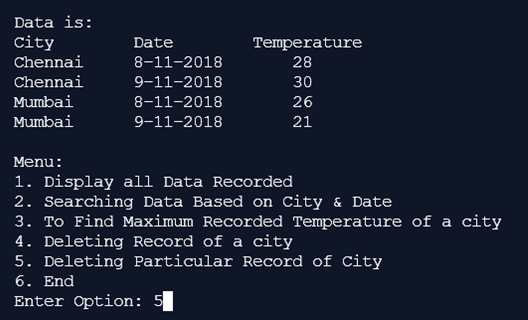 Data is:
City Date Temperature
Chennai 8-11-2018 28
Chennai 9-11-2018 30
Mumbai 8-11-2018 26
Mumbai 9-11-2018 21
Menu:
1. Display all Data Recorded
2. Searching Data Based on City & Date
3. To Find Maximum Recorded Temperature of a city
4. Deleting Record of a city
5. Deleting Particular Record of City
6. End
Enter Option: 5